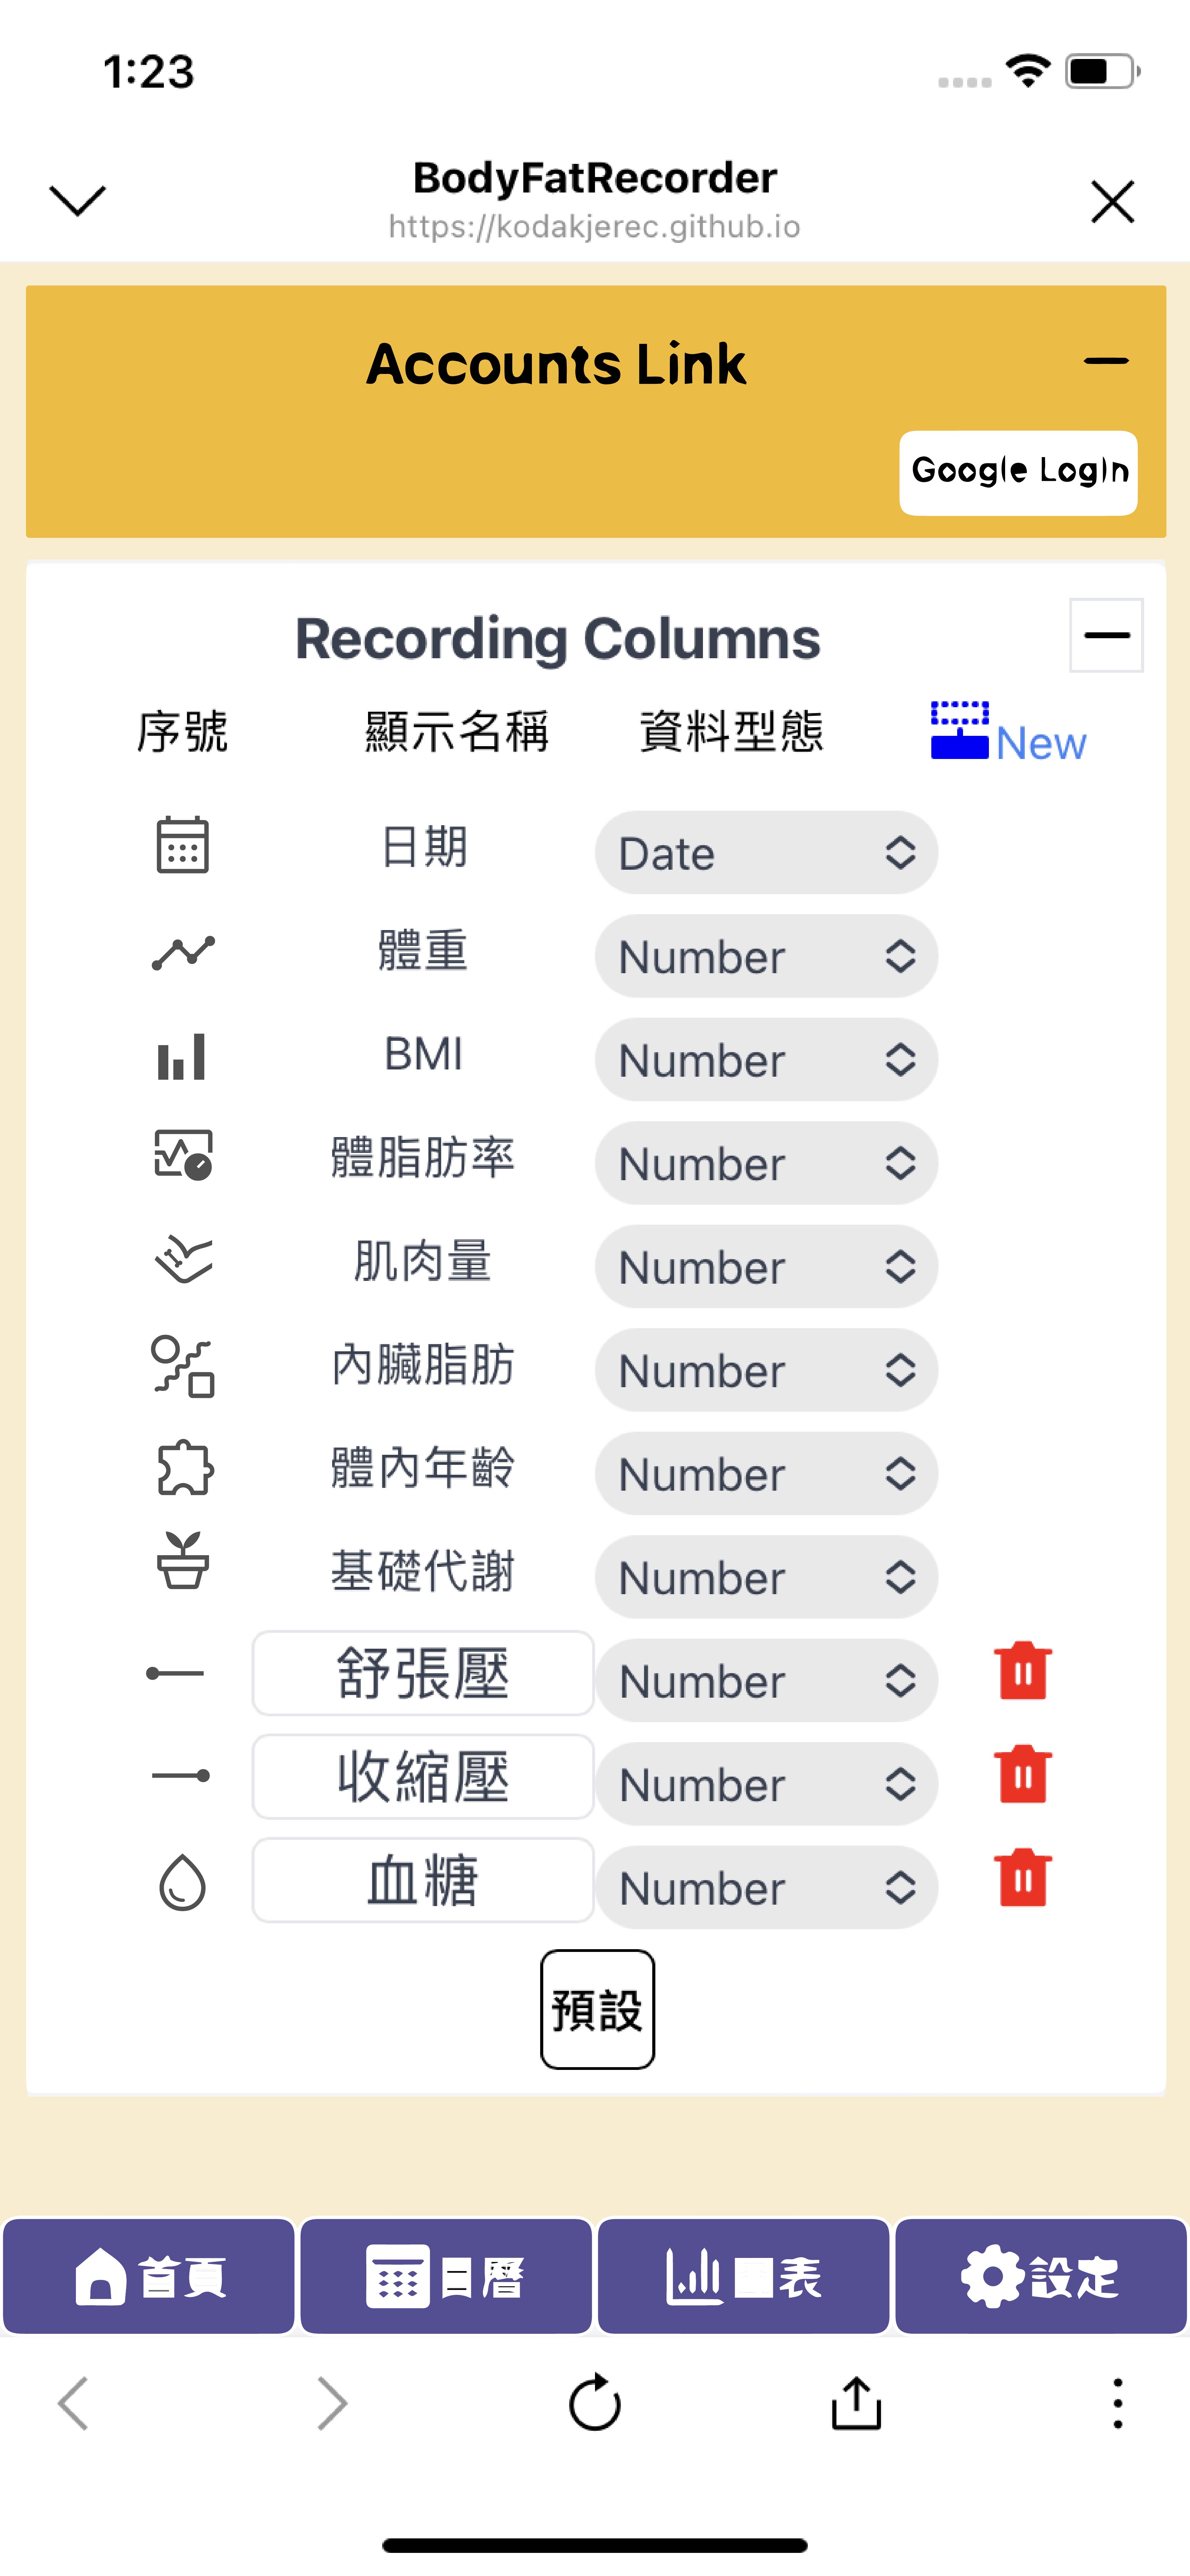 1:23
BodyFatRecorder
https://kodakjerec.github.io
Accounts Link
Google Login
Recording Columns
序號 顯示名稱 資料型態 New
日期 Date
體重 Number
BMI Number
體脂肪率 Number
肌肉量 Number
內臟脂肪 Number
體內年齡 Number
基礎代謝 Number
舒張壓 Number
收縮壓 Number
血糖 Number
預設
首頁 日曆 圖表 設定